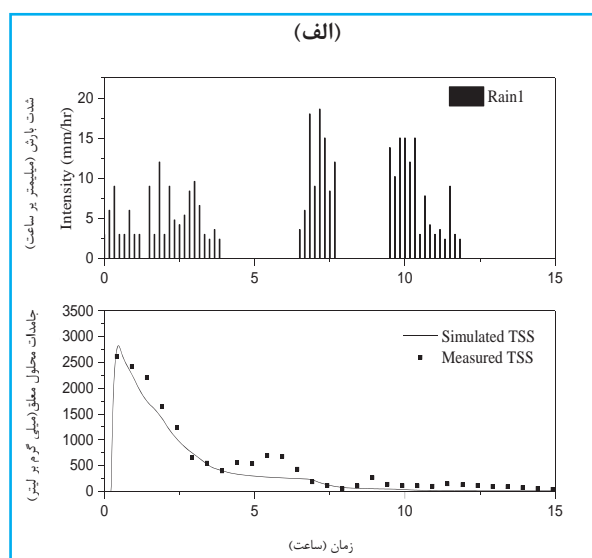 (الف)
شدت بارش (میلیمتر بر ساعت)
Intensity (mm/hr)
20
15
10
5
0
Rain1
0
5
10
15
جامدات محلول معلق(میلی گرم بر لیتر)
3500
3000
2500
2000
1500
1000
500
0
Simulated TSS
Measured TSS
0
5
10
15
زمان (ساعت)